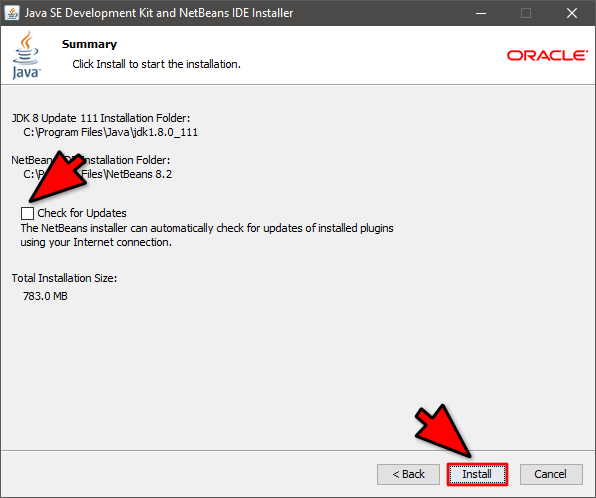 Java SE Development Kit and NetBeans IDE Installer
Java
Summary
Click Install to start the installation.
ORACLE
JDK 8 Update 111 Installation Folder:
C:\Program Files\Java\jdk1.8.0_111
Installation Folder:
Files\NetBeans 8.2
Check for Updates
The NetBeans installer can automatically check for updates of installed plugins
using your Internet connection.
Total Installation Size:
783.0 MB
< Back
Install
Cancel